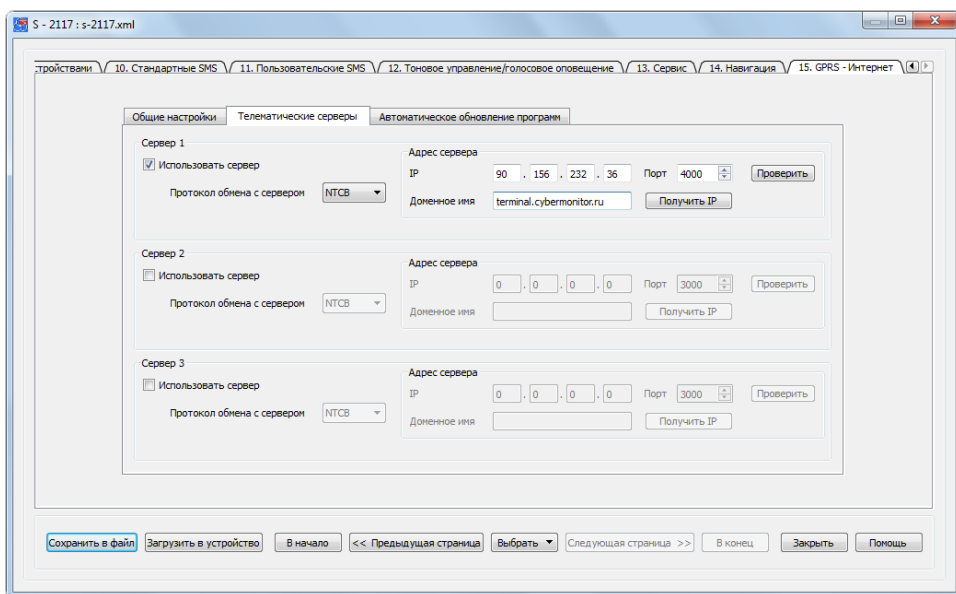 S - 2117 : s-2117.xml
тройствами 10. Стандартные SMS 11. Пользовательские SMS 12. Тоновое управление/голосовое оповещение 13. Сервис 14. Навигация 15. GPRS - Интернет
Общие настройки Телематические серверы Автоматическое обновление программ
Сервер 1
Использовать сервер
Протокол обмена с сервером NTCB
Адрес сервера
IP 90 . 156 . 232 . 36 Порт 4000 Проверить
Доменное имя terminal.cybermonitor.ru Получить IP
Сервер 2
Использовать сервер
Протокол обмена с сервером NTCB
Адрес сервера
IP 0 . 0 . 0 . 0 Порт 3000 Проверить
Доменное имя Получить IP
Сервер 3
Использовать сервер
Протокол обмена с сервером NTCB
Адрес сервера
IP 0 . 0 . 0 . 0 Порт 3000 Проверить
Доменное имя Получить IP
Сохранить в файл Загрузить в устройство В начало << Предыдущая страница Выбрать Следующая страница >> В конец Закрыть Помощь